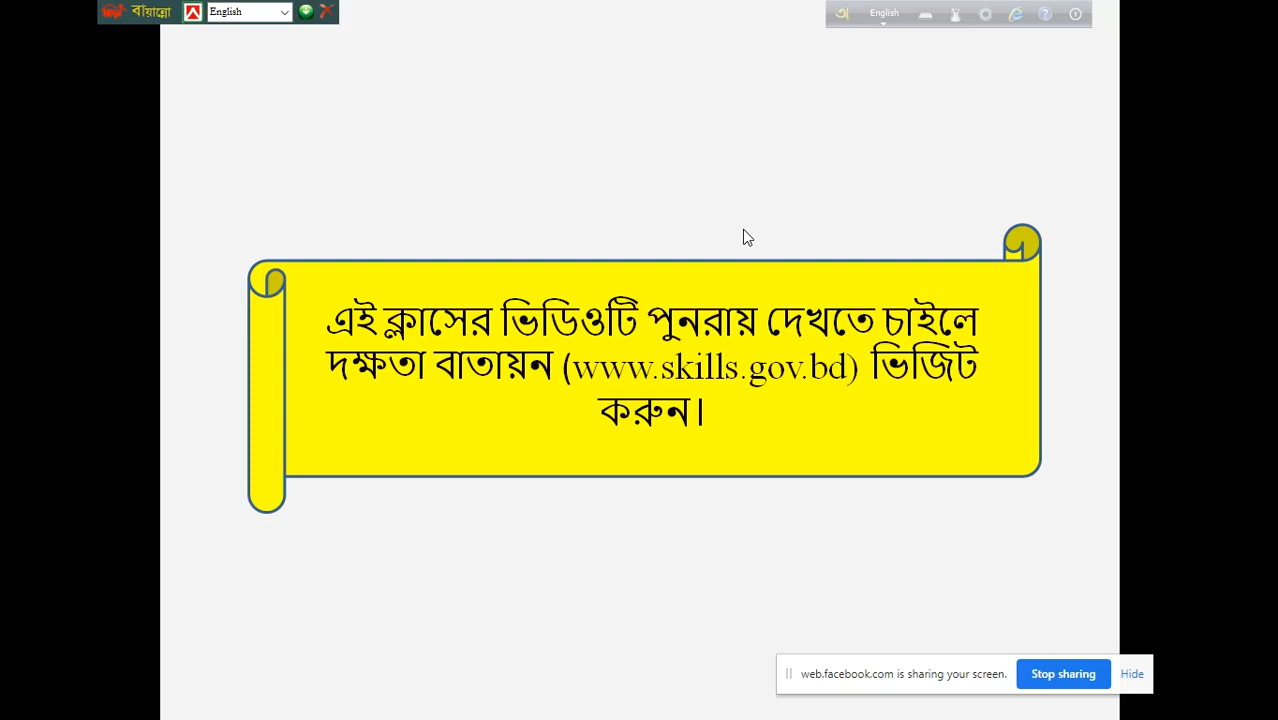 বায়ান্নো English
English
এই ক্লাসের ভিডিওটি পুনরায় দেখতে চাইলে
দক্ষতা বাতায়ন (www.skills.gov.bd) ভিজিট
করুন।
web.facebook.com is sharing your screen. Stop sharing Hide